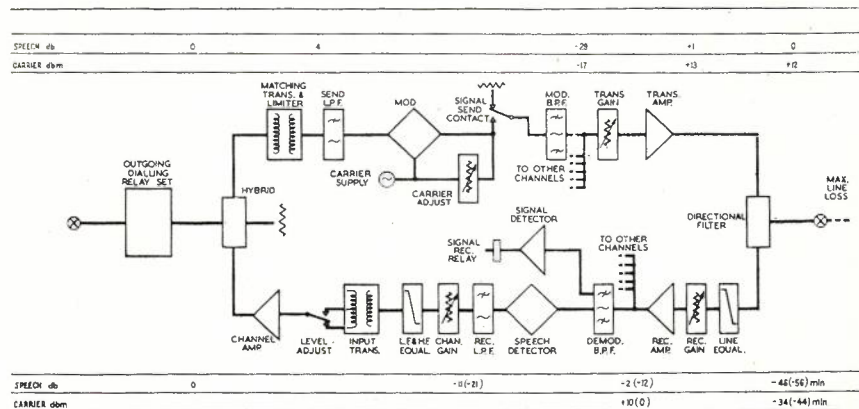 SPEECH db 0 4 -29 +1 0
CARRIER dbm -17 +13 +12
MATCHING TRANS. & LIMITER
SEND L.P.F.
MOD
SIGNAL SEND CONTACT
MOD. B.P.F.
TRANS GAIN
TRANS. AMP.
OUTGOING DIALLING RELAY SET
HYBRID
CARRIER SUPPLY
CARRIER ADJUST
TO OTHER CHANNELS
MAX. LINE LOSS
DIRECTIONAL FILTER
SIGNAL DETECTOR
SIGNAL REC. RELAY
TO OTHER CHANNELS
CHANNEL AMP.
LEVEL ADJUST
INPUT TRANS.
L.F.& H.F. EQUAL.
CHAN. GAIN
REC. L.P.F.
SPEECH DETECTOR
DEMOD. B.P.F.
REC. AMP.
REC. GAIN
LINE EQUAL.
SPEECH db 0 -11(-21) -2(-12) -46(-56) min
CARRIER dbm +10(0) -34(-44) min